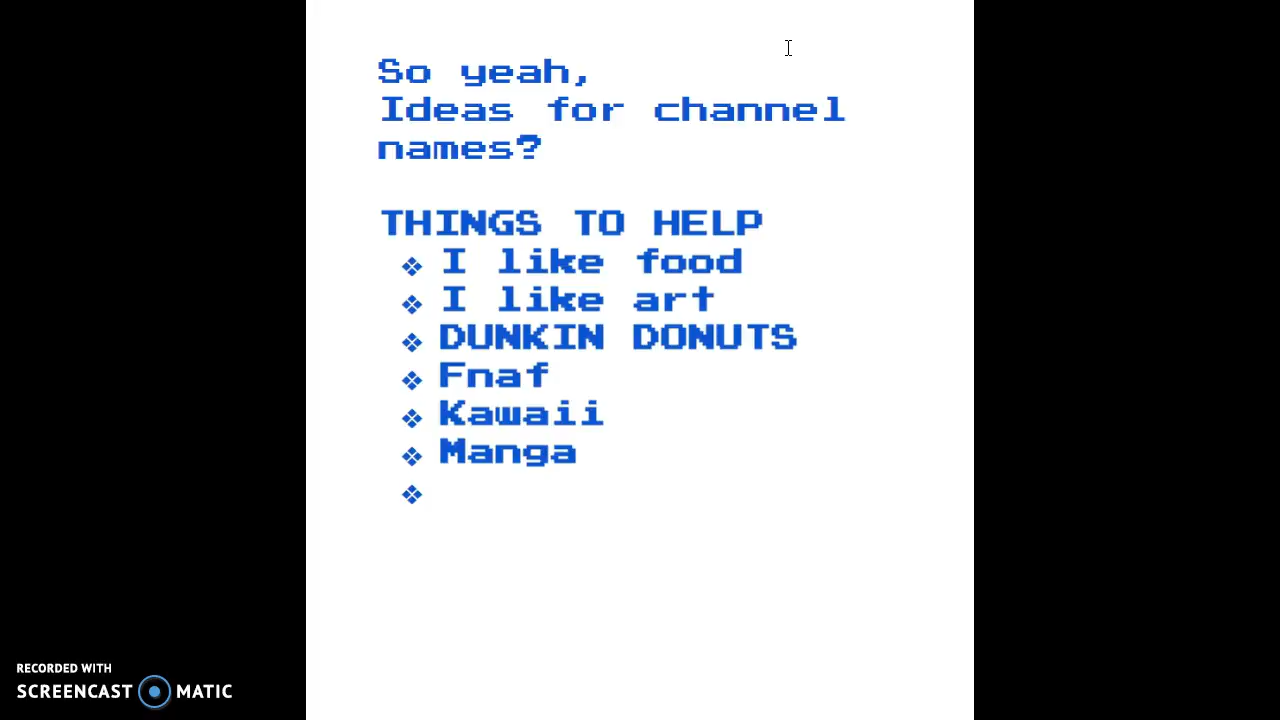 So yeah,
Ideas for channel
names?
THINGS TO HELP
❖ I like food
❖ I like art
❖ DUNKIN DONUTS
❖ Fnaf
❖ Kawaii
❖ Manga
❖
RECORDED WITH
SCREENCAST MATIC